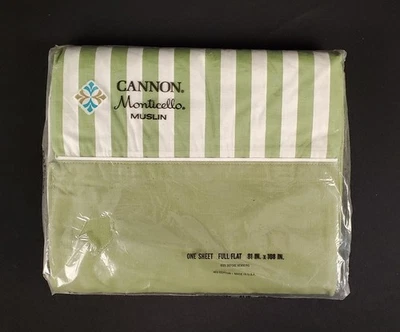 CANNON®
Monticello®
MUSLIN
ONE SHEET FULL FLAT 81 IN. x 108 IN.